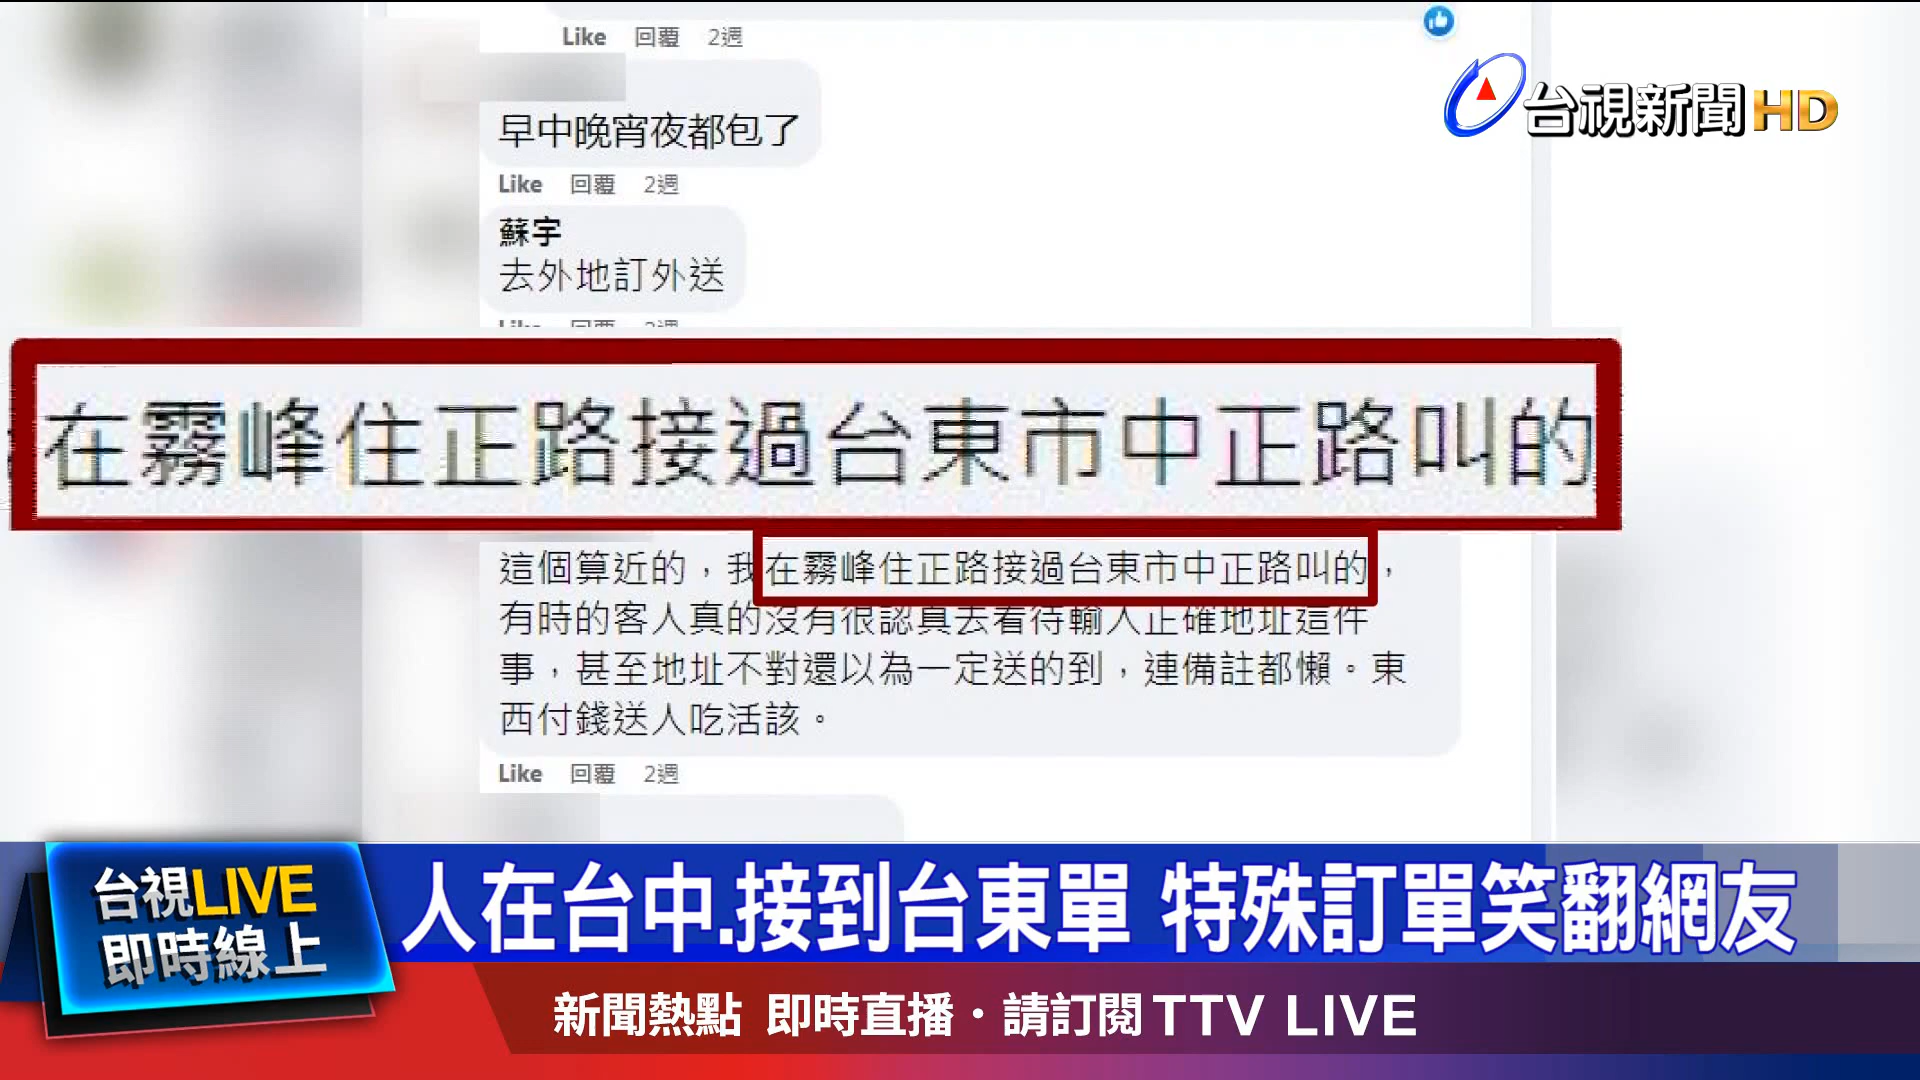 Like 回覆 2週
台視新聞HD
早中晚宵夜都包了
Like 回覆 2週
蘇宇
去外地訂外送
Like 回覆 2週
在霧峰住正路接過台東市中正路叫的
這個算近的，我在霧峰住正路接過台東市中正路叫的，
有時的客人真的沒有很認真去看待輸入正確地址這件
事，甚至地址不對還以為一定送的到，連備註都懶。東
西付錢送人吃活該。
Like 回覆 2週
台視LIVE
即時線上
人在台中.接到台東單 特殊訂單笑翻網友
新聞熱點 即時直播・請訂閱TTV LIVE